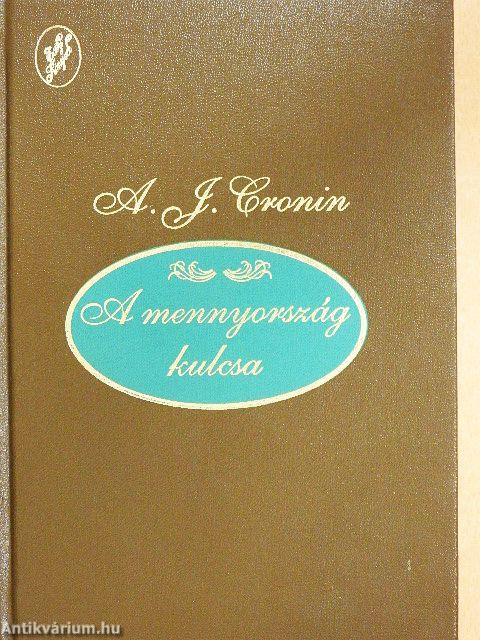 A. J. Cronin
A mennyország
kulcsa
Antikvárium.hu